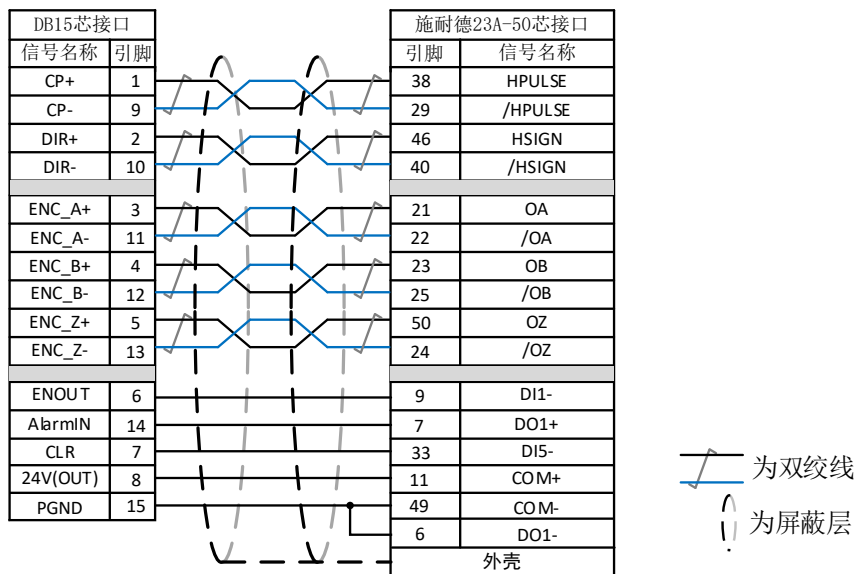 DB15芯接口 施耐德23A-50芯接口
信号名称 引脚 引脚 信号名称
CP+ 1 38 HPULSE
CP- 9 29 /HPULSE
DIR+ 2 46 HSIGN
DIR- 10 40 /HSIGN
ENC_A+ 3 21 OA
ENC_A- 11 22 /OA
ENC_B+ 4 23 OB
ENC_B- 12 25 /OB
ENC_Z+ 5 50 OZ
ENC_Z- 13 24 /OZ
ENOUT 6 9 DI1-
AlarmIN 14 7 DO1+
CLR 7 33 DI5-
24V(OUT) 8 11 COM+
PGND 15 49 COM-
6 DO1-
外壳
为双绞线
为屏蔽层